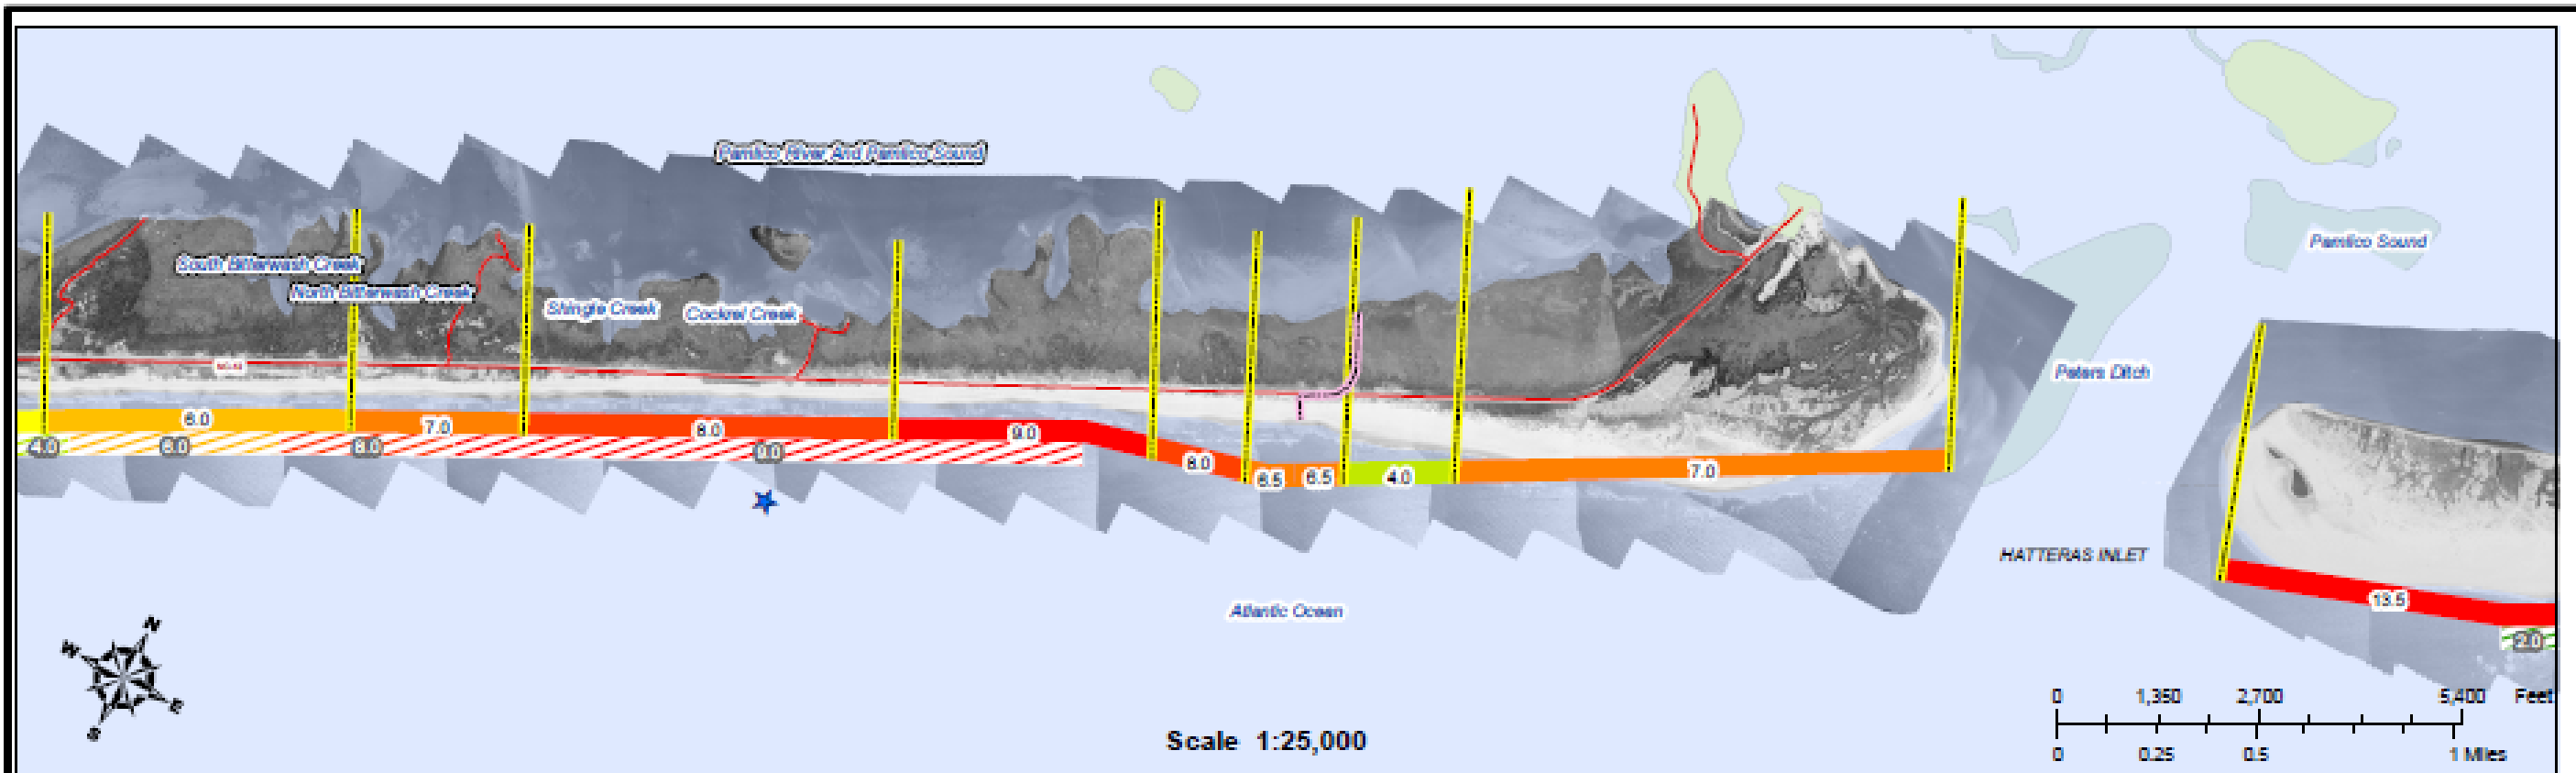 Pamlico River And Pamlico Sound
Pamlico Sound
South Bitterwash Creek
North Bitterwash Creek
Shingle Creek
Cockrel Creek
Peters Ditch
6.0
7.0
8.0
9.0
8.0
6.5
6.5
4.0
7.0
4.0
8.0
9.0
HATTERAS INLET
13.5
2.0
Atlantic Ocean
N
W
E
S
Scale 1:25,000
0 1,350 2,700 5,400 Feet
0 0.25 0.5 1 Miles